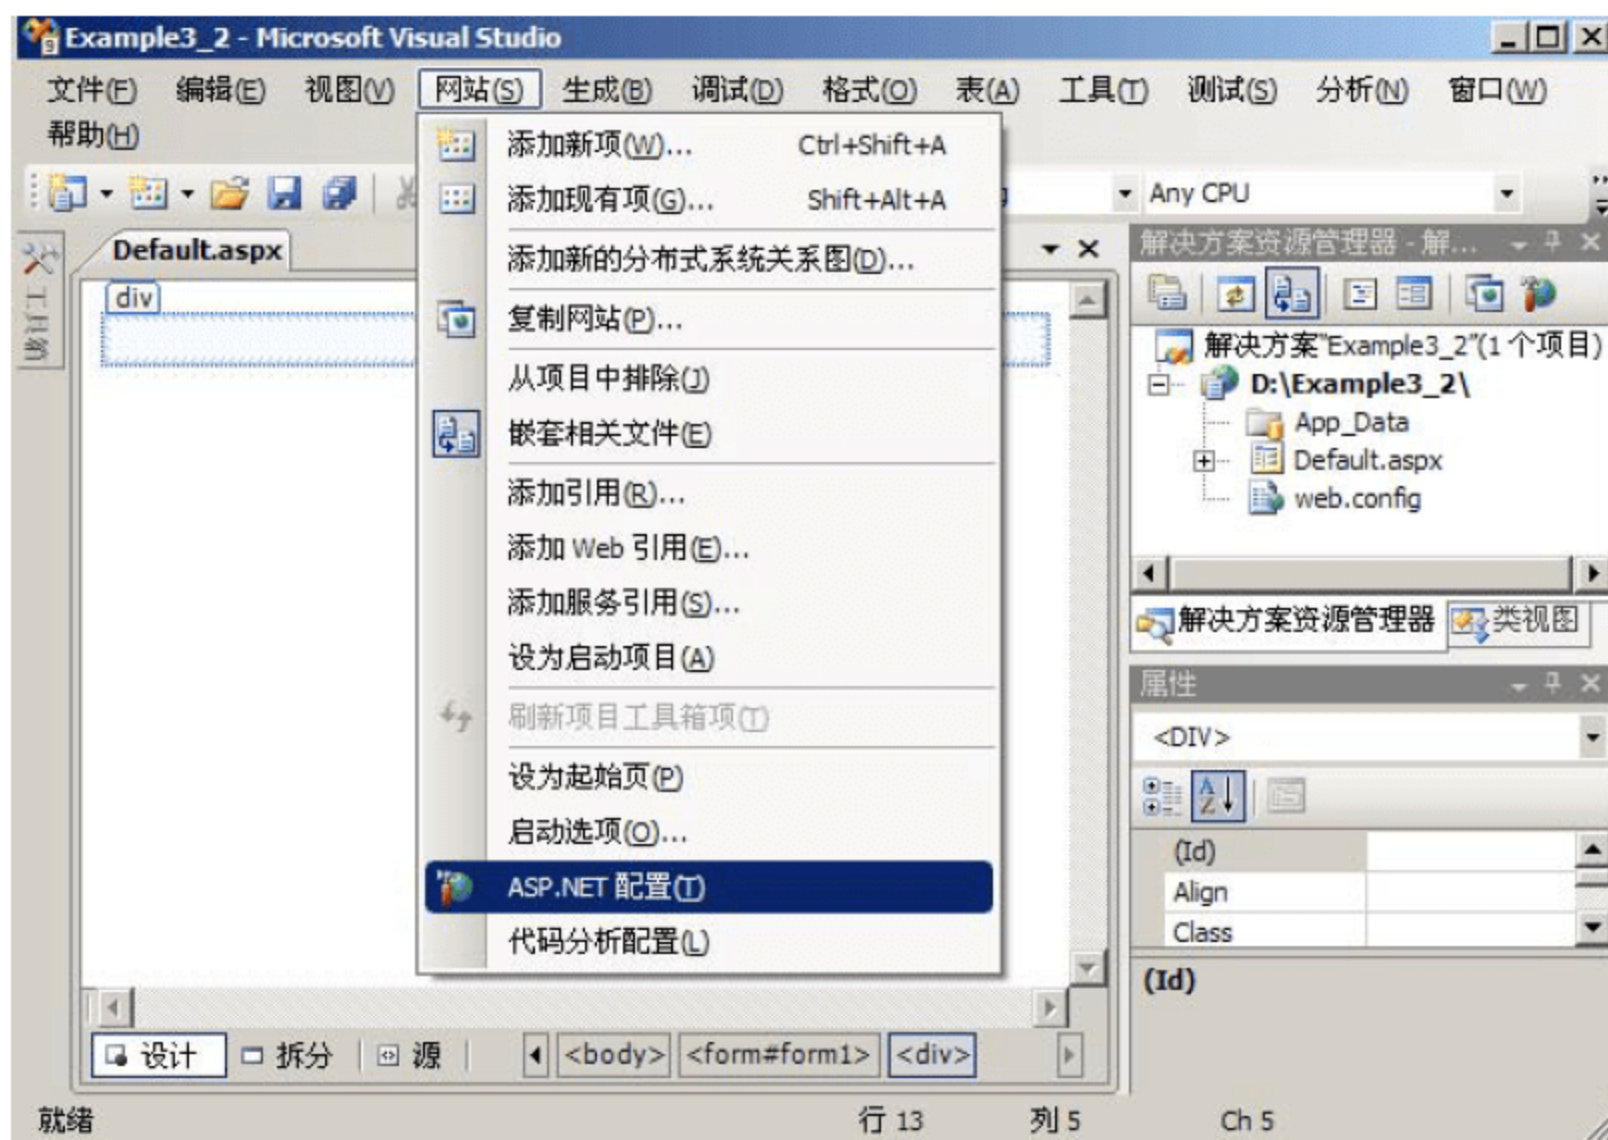 Example3_2 - Microsoft Visual Studio
文件(F) 编辑(E) 视图(V) 网站(S) 生成(B) 调试(D) 格式(O) 表(A) 工具(T) 测试(S) 分析(N) 窗口(W)
帮助(H)
Any CPU
工具箱
Default.aspx
div
添加新项(W)... Ctrl+Shift+A
添加现有项(G)... Shift+Alt+A
添加新的分布式系统关系图(D)...
复制网站(P)...
从项目中排除(J)
嵌套相关文件(E)
添加引用(R)...
添加 Web 引用(E)...
添加服务引用(S)...
设为启动项目(A)
刷新项目工具箱项(T)
设为起始页(P)
启动选项(O)...
ASP.NET 配置(T)
代码分析配置(L)
解决方案资源管理器 - 解...
解决方案"Example3_2"(1 个项目)
D:\Example3_2\
App_Data
Default.aspx
web.config
解决方案资源管理器 类视图
属性
<DIV>
(Id)
Align
Class
(Id)
设计 拆分 源 <body> <form#form1> <div>
就绪 行 13 列 5 Ch 5